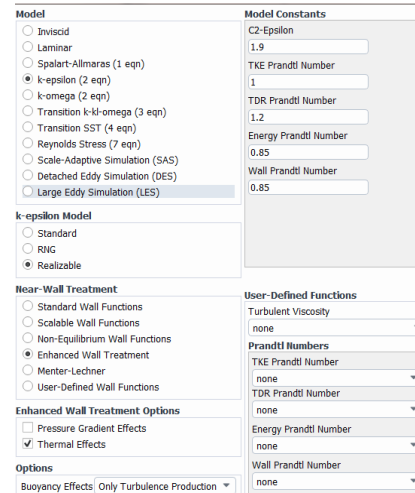 Model
Inviscid
Laminar
Spalart-Allmaras (1 eqn)
k-epsilon (2 eqn)
k-omega (2 eqn)
Transition k-kl-omega (3 eqn)
Transition SST (4 eqn)
Reynolds Stress (7 eqn)
Scale-Adaptive Simulation (SAS)
Detached Eddy Simulation (DES)
Large Eddy Simulation (LES)
k-epsilon Model
Standard
RNG
Realizable
Near-Wall Treatment
Standard Wall Functions
Scalable Wall Functions
Non-Equilibrium Wall Functions
Enhanced Wall Treatment
Menter-Lechner
User-Defined Wall Functions
Enhanced Wall Treatment Options
Pressure Gradient Effects
Thermal Effects
Options
Buoyancy Effects Only Turbulence Production
Model Constants
C2-Epsilon
1.9
TKE Prandtl Number
1
TDR Prandtl Number
1.2
Energy Prandtl Number
0.85
Wall Prandtl Number
0.85
User-Defined Functions
Turbulent Viscosity
none
Prandtl Numbers
TKE Prandtl Number
none
TDR Prandtl Number
none
Energy Prandtl Number
none
Wall Prandtl Number
none